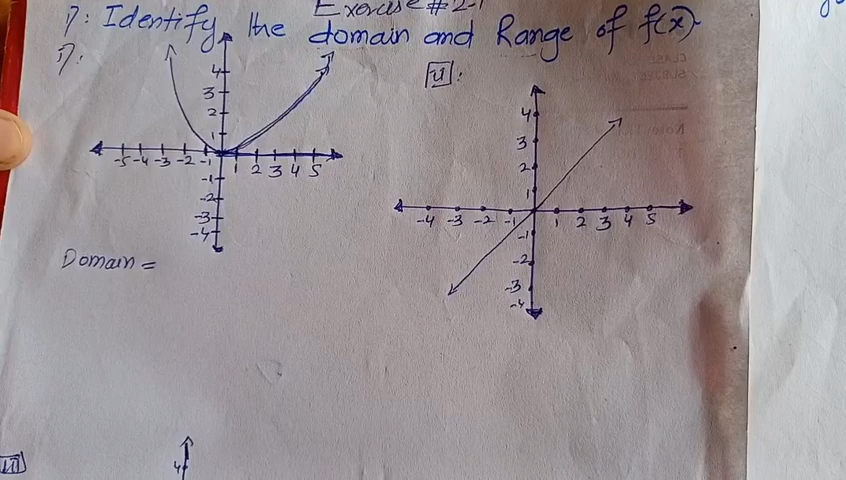 Exercise #2.1
1): Identify the domain and Range of f(x).
i):
ii:
4
3
2
1
-5 -4 -3 -2 -1 1 2 3 4 5
-1
-2
-3
-4
4
3
2
1
-4 -3 -2 -1 1 2 3 4 5
-1
-2
-3
-4
Domain =
iii
4